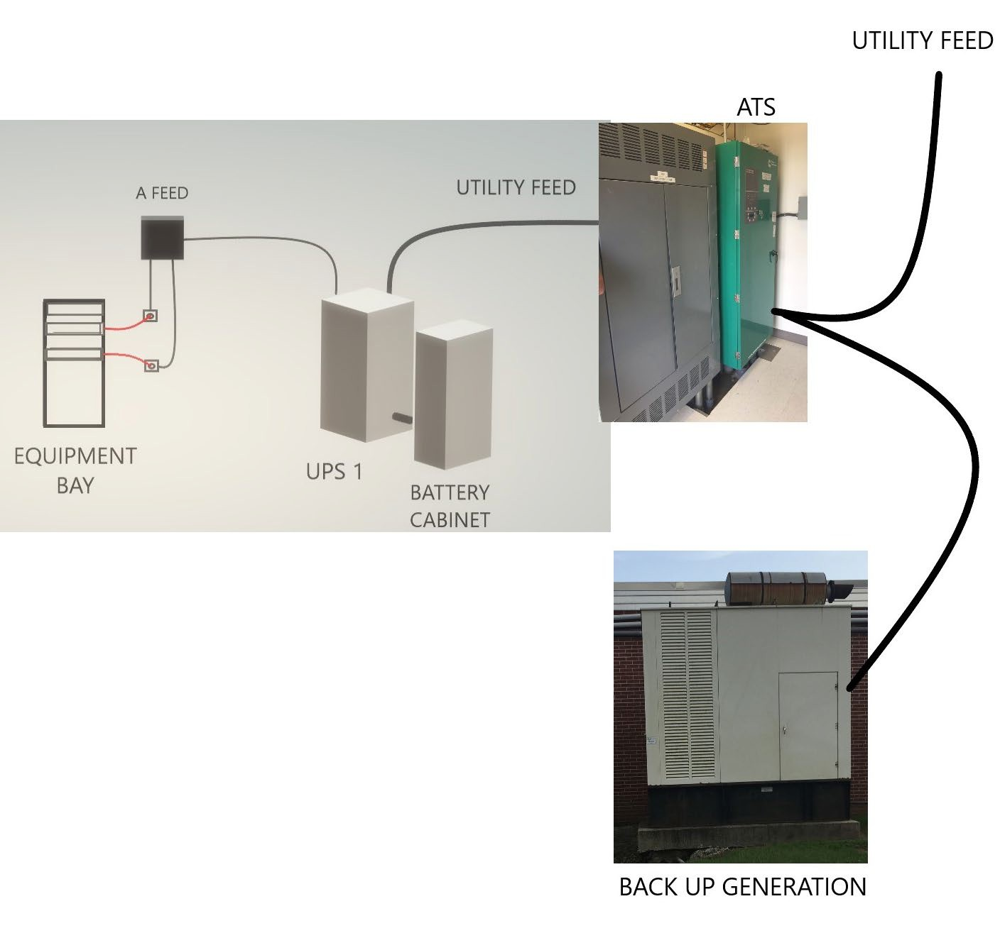 UTILITY FEED
ATS
UTILITY FEED
A FEED
EQUIPMENT
BAY
UPS 1
BATTERY
CABINET
BACK UP GENERATION